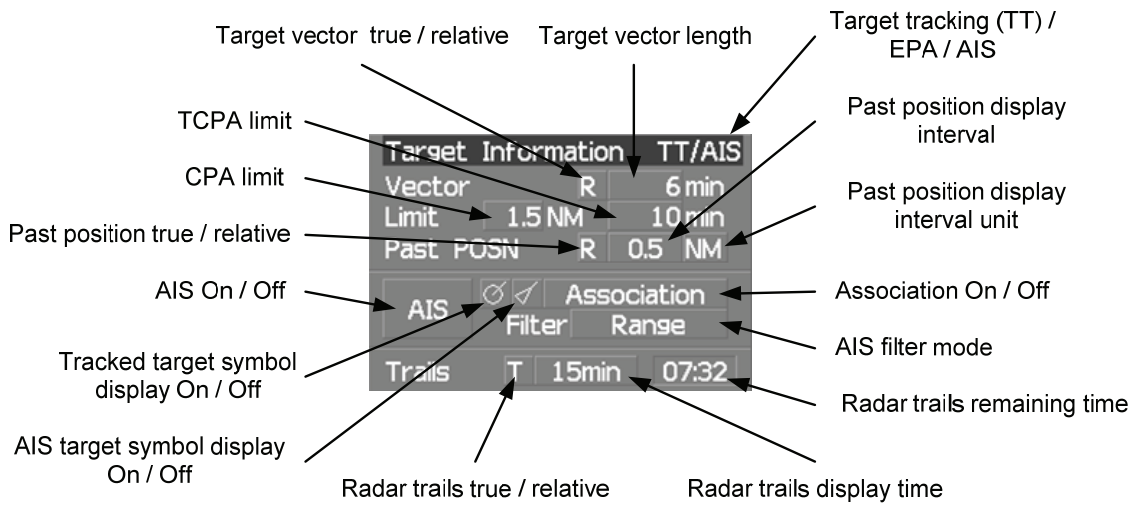 Target vector true / relative
Target vector length
Target tracking (TT) /
EPA / AIS
TCPA limit
Past position display
interval
CPA limit
Past position display
interval unit
Past position true / relative
AIS On / Off
Association On / Off
AIS filter mode
Tracked target symbol
display On / Off
Radar trails remaining time
AIS target symbol display
On / Off
Radar trails true / relative
Radar trails display time
Target Information TT/AIS
Vector R 6 min
Limit 1.5 NM 10 min
Past POSN R 0.5 NM
AIS Association
Filter Range
Trails T 15min 07:32